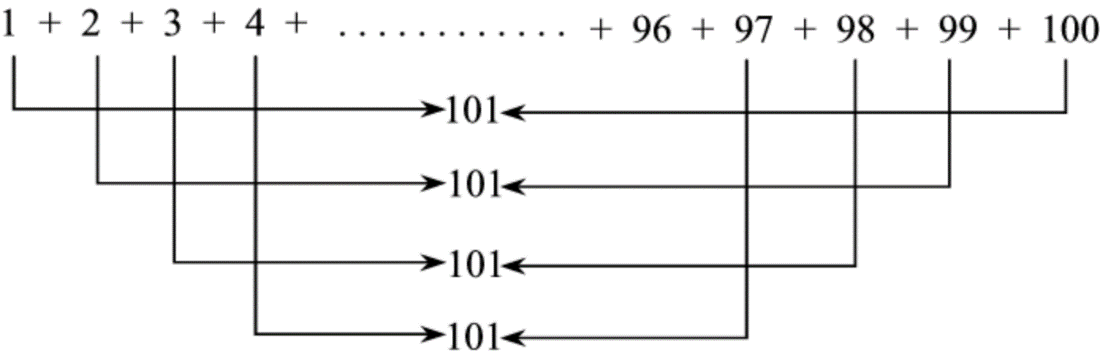 1 + 2 + 3 + 4 + ............ + 96 + 97 + 98 + 99 + 100
101
101
101
101